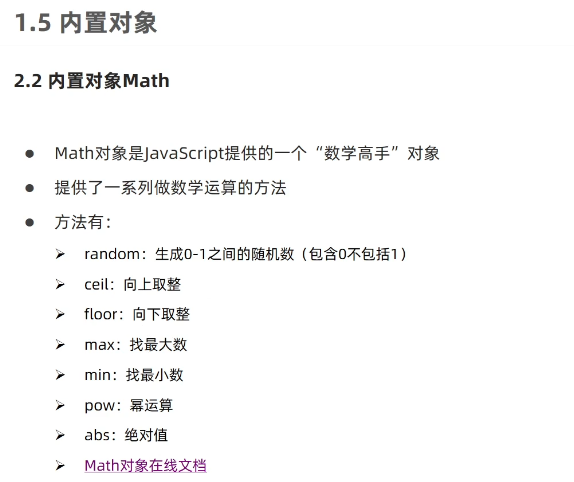 1.5 内置对象
2.2 内置对象Math
● Math对象是JavaScript提供的一个“数学高手”对象
● 提供了一系列做数学运算的方法
● 方法有：
➢ random：生成0-1之间的随机数（包含0不包括1）
➢ ceil：向上取整
➢ floor：向下取整
➢ max：找最大数
➢ min：找最小数
➢ pow：幂运算
➢ abs：绝对值
➢ Math对象在线文档